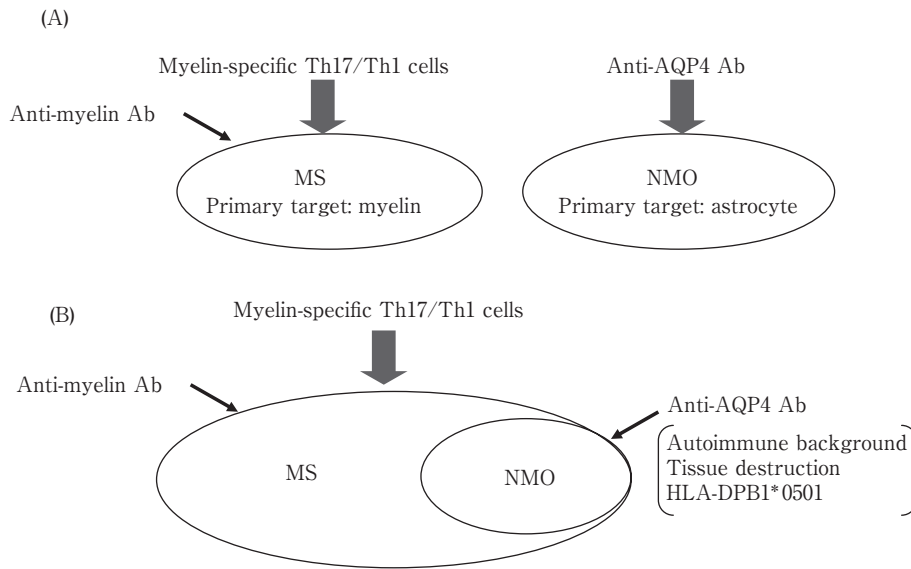 (A)
Myelin-specific Th17/Th1 cells
Anti-AQP4 Ab
Anti-myelin Ab
MS
Primary target: myelin
NMO
Primary target: astrocyte
(B)
Myelin-specific Th17/Th1 cells
Anti-myelin Ab
Anti-AQP4 Ab
Autoimmune background
Tissue destruction
HLA-DPB1*0501
MS
NMO